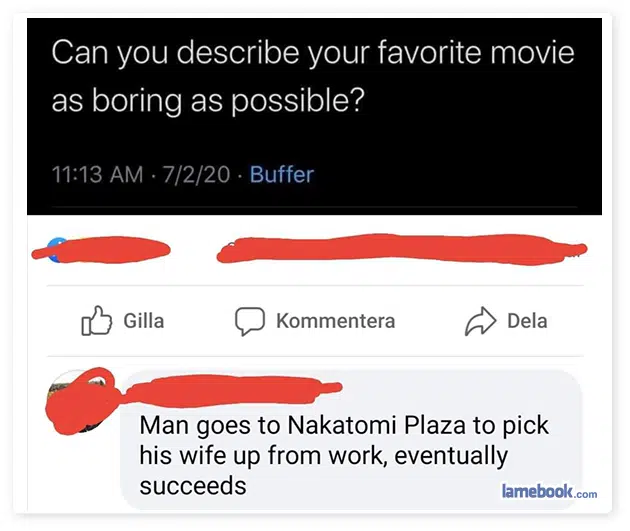 Can you describe your favorite movie
as boring as possible?
11:13 AM · 7/2/20 · Buffer
Gilla
Kommentera
Dela
Man goes to Nakatomi Plaza to pick
his wife up from work, eventually
succeeds
lamebook.com